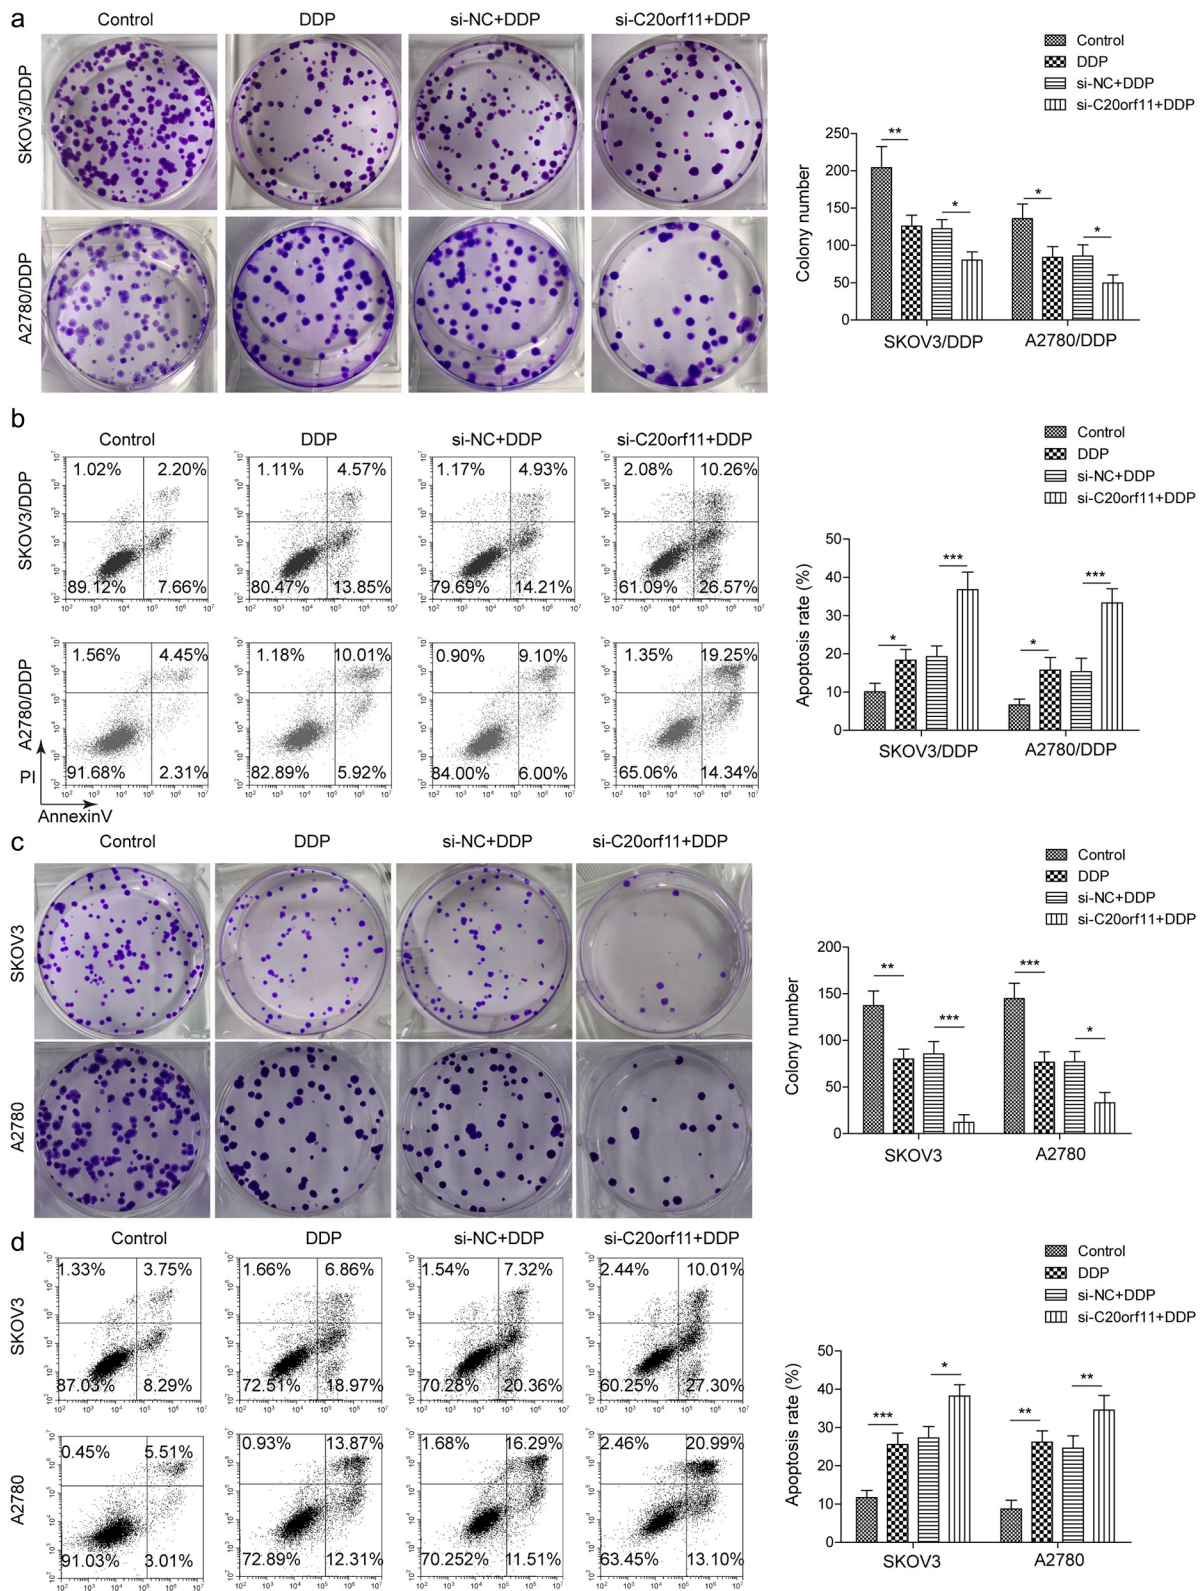 a
Control DDP si-NC+DDP si-C20orf11+DDP
SKOV3/DDP
A2780/DDP
Control
DDP
si-NC+DDP
si-C20orf11+DDP
Colony number
250
200
150
100
50
0
** * * *
SKOV3/DDP A2780/DDP
b
Control DDP si-NC+DDP si-C20orf11+DDP
SKOV3/DDP
1.02% 2.20% 1.11% 4.57% 1.17% 4.93% 2.08% 10.26%
89.12% 7.66% 80.47% 13.85% 79.69% 14.21% 61.09% 26.57%
A2780/DDP
1.56% 4.45% 1.18% 10.01% 0.90% 9.10% 1.35% 19.25%
91.68% 2.31% 82.89% 5.92% 84.00% 6.00% 65.06% 14.34%
PI
AnnexinV
Control
DDP
si-NC+DDP
si-C20orf11+DDP
Apoptosis rate (%)
50
40
30
20
10
0
* *** * ***
SKOV3/DDP A2780/DDP
c
Control DDP si-NC+DDP si-C20orf11+DDP
SKOV3
A2780
Control
DDP
si-NC+DDP
si-C20orf11+DDP
Colony number
200
150
100
50
0
** *** *** *
SKOV3 A2780
d
Control DDP si-NC+DDP si-C20orf11+DDP
SKOV3
1.33% 3.75% 1.66% 6.86% 1.54% 7.32% 2.44% 10.01%
87.03% 8.29% 72.51% 18.97% 70.28% 20.36% 60.25% 27.30%
A2780
0.45% 5.51% 0.93% 13.87% 1.68% 16.29% 2.46% 20.99%
91.03% 3.01% 72.89% 12.31% 70.252% 11.51% 63.45% 13.10%
Control
DDP
si-NC+DDP
si-C20orf11+DDP
Apoptosis rate (%)
50
40
30
20
10
0
*** * ** **
SKOV3 A2780